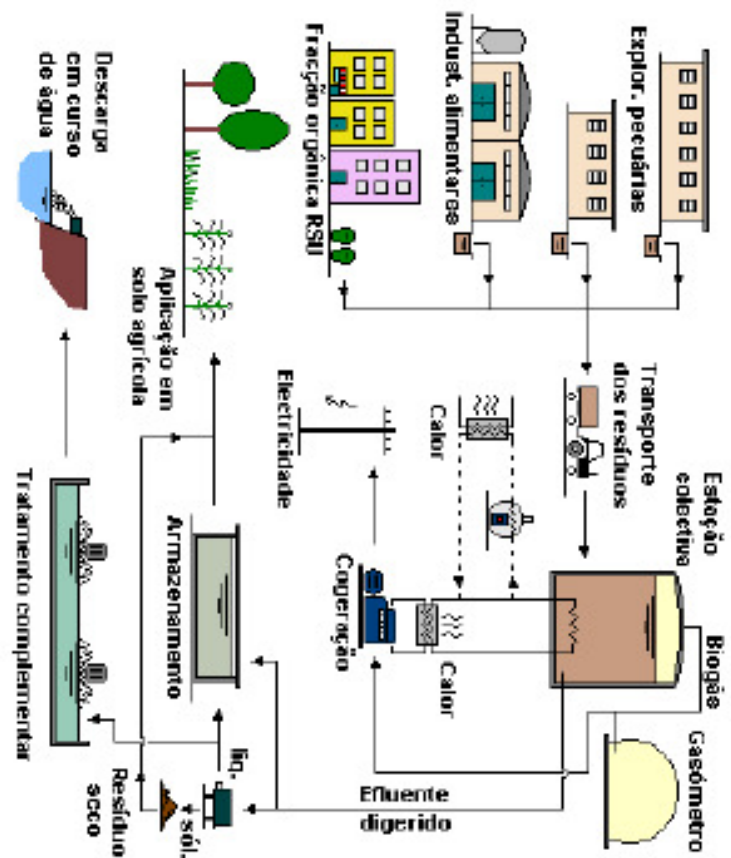 Explor. pecuárias
Indust. alimentares
Fracção orgânica RSU
Transporte
dos resíduos
Estação
colectiva
Biogás
Gasómetro
Calor
Electricidade
Cogeração
Calor
Efluente
digerido
Aplicação em
solo agrícola
Armazenamento
líq.
sól.
Resíduo
seco
Descarga
em curso
de água
Tratamento complementar